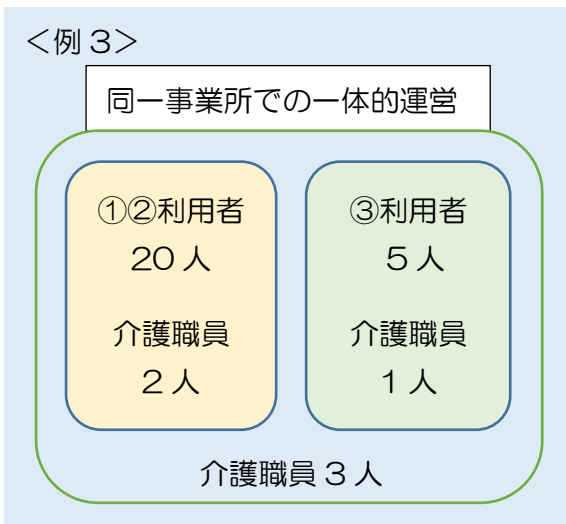 ＜例３＞
同一事業所での一体的運営
①②利用者
20人
介護職員
２人
③利用者
５人
介護職員
１人
介護職員３人